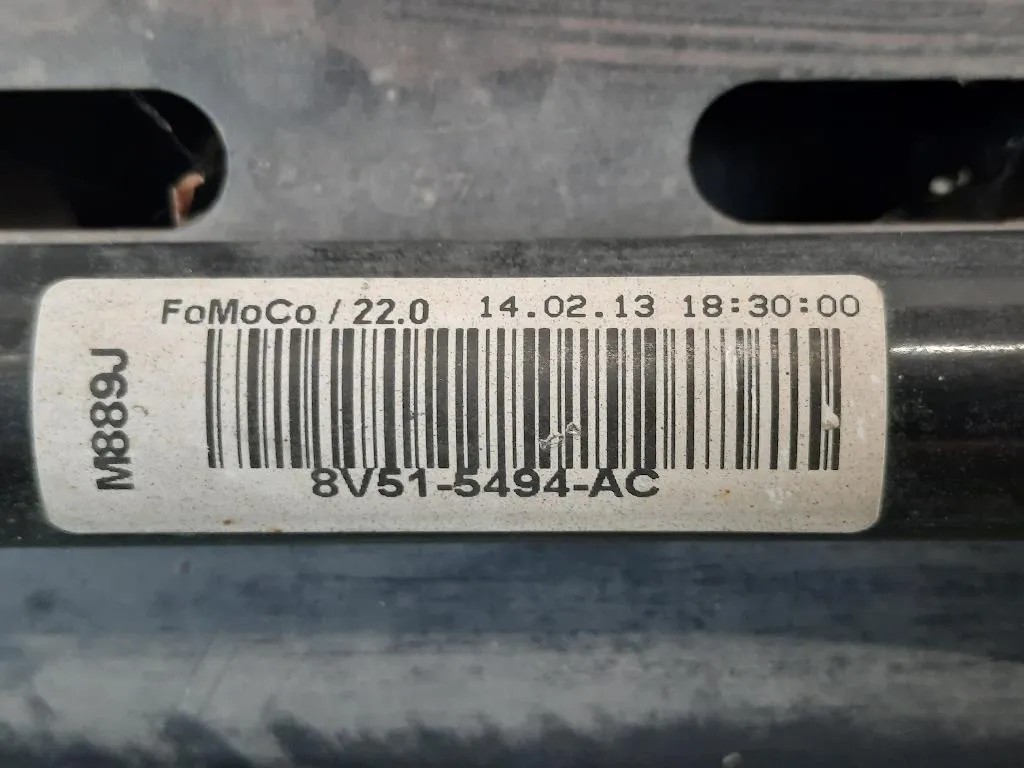 FoMoCo / 22.0 14.02.13 18:30:00
M889J
8V51-5494-AC